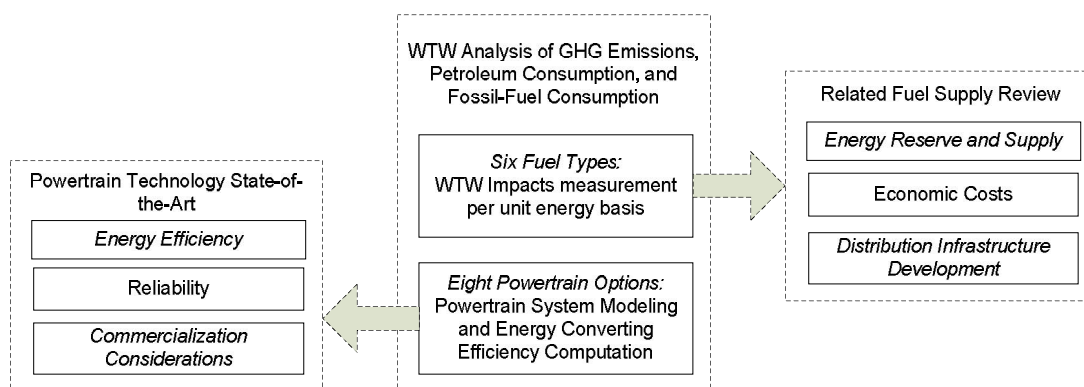 Powertrain Technology State-of-
the-Art
Energy Efficiency
Reliability
Commercialization
Considerations
WTW Analysis of GHG Emissions,
Petroleum Consumption, and
Fossil-Fuel Consumption
Six Fuel Types:
WTW Impacts measurement
per unit energy basis
Eight Powertrain Options:
Powertrain System Modeling
and Energy Converting
Efficiency Computation
Related Fuel Supply Review
Energy Reserve and Supply
Economic Costs
Distribution Infrastructure
Development